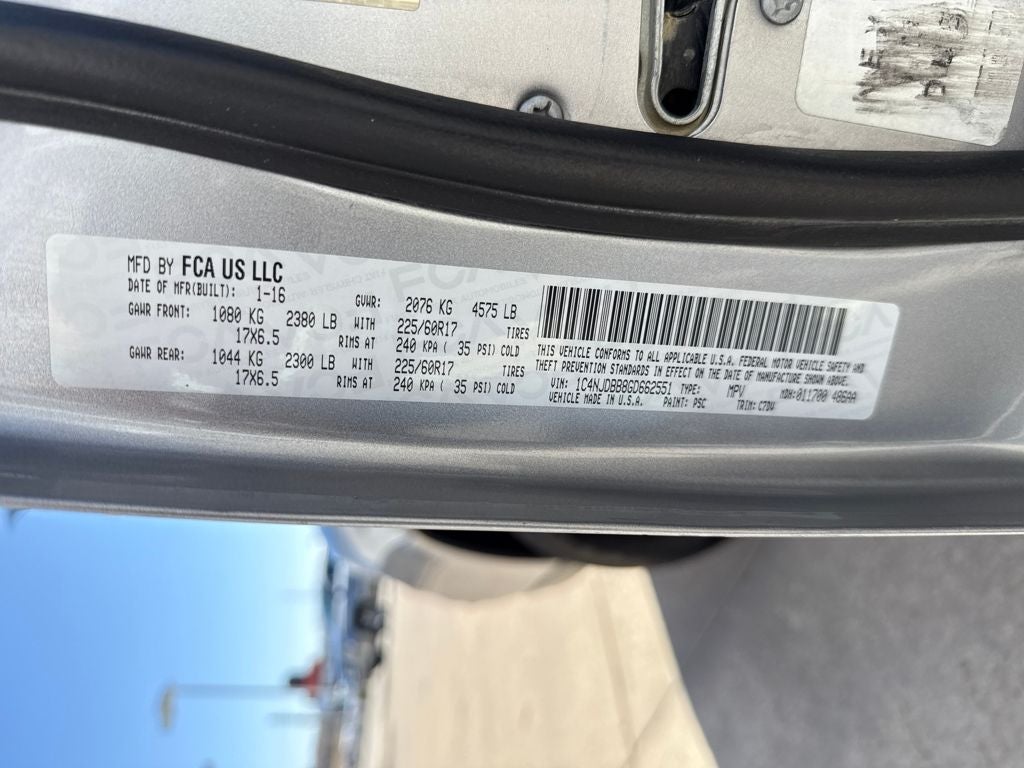 MFD BY FCA US LLC
DATE OF MFR(BUILT): 1-16 GVWR: 2076 KG 4575 LB
GAWR FRONT: 1080 KG 2380 LB WITH 225/60R17 TIRES
17X6.5 RIMS AT 240 KPA ( 35 PSI) COLD
GAWR REAR: 1044 KG 2300 LB WITH 225/60R17 TIRES
17X6.5 RIMS AT 240 KPA ( 35 PSI) COLD
THIS VEHICLE CONFORMS TO ALL APPLICABLE U.S.A. FEDERAL MOTOR VEHICLE SAFETY AND
THEFT PREVENTION STANDARDS IN EFFECT ON THE DATE OF MANUFACTURE SHOWN ABOVE.
VIN: 1C4NJDBB8GD662551 TYPE: MPV MDH:011700 486AA
VEHICLE MADE IN U.S.A. PAINT: PSC TRIM: C7DV